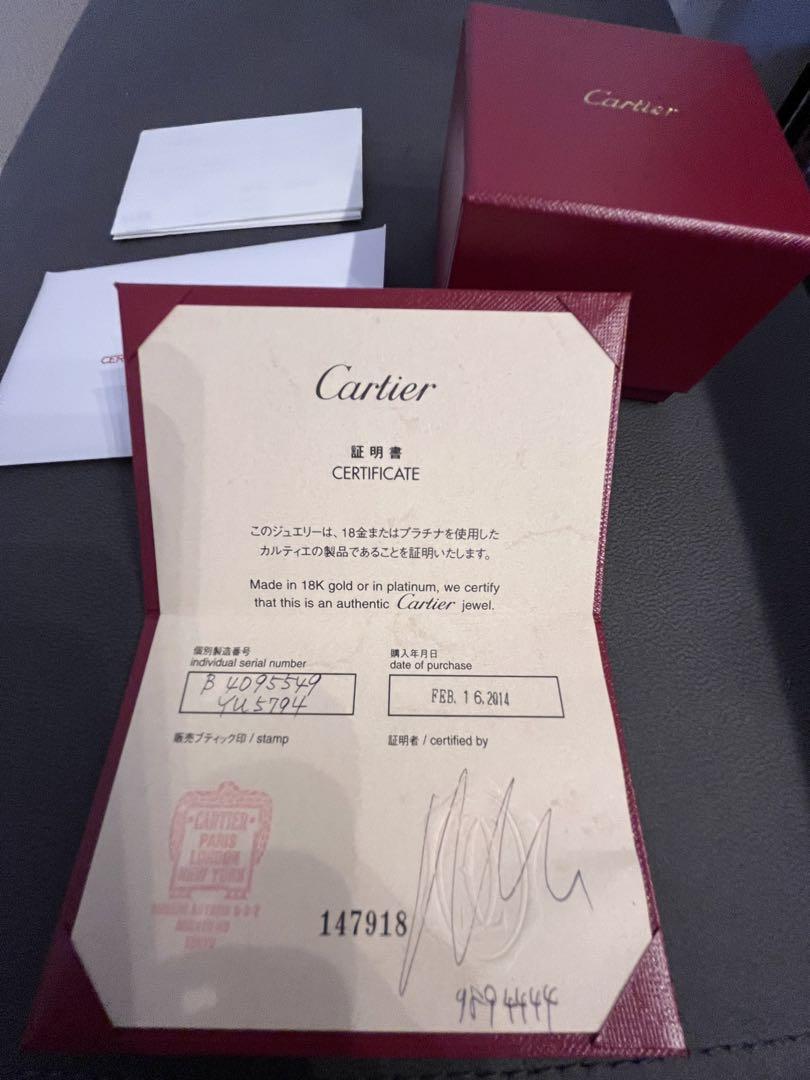 Cartier
CER
Cartier
証明書
CERTIFICATE
このジュエリーは、18金またはプラチナを使用した
カルティエの製品であることを証明いたします。
Made in 18K gold or in platinum, we certify
that this is an authentic Cartier jewel.
個別製造番号
individual serial number
B 4095549
YU5794
購入年月日
date of purchase
FEB. 16.2014
販売ブティック印 / stamp
証明者 / certified by
CARTIER
PARIS
LONDON
NEW YORK
TOKYO
147918
9894444